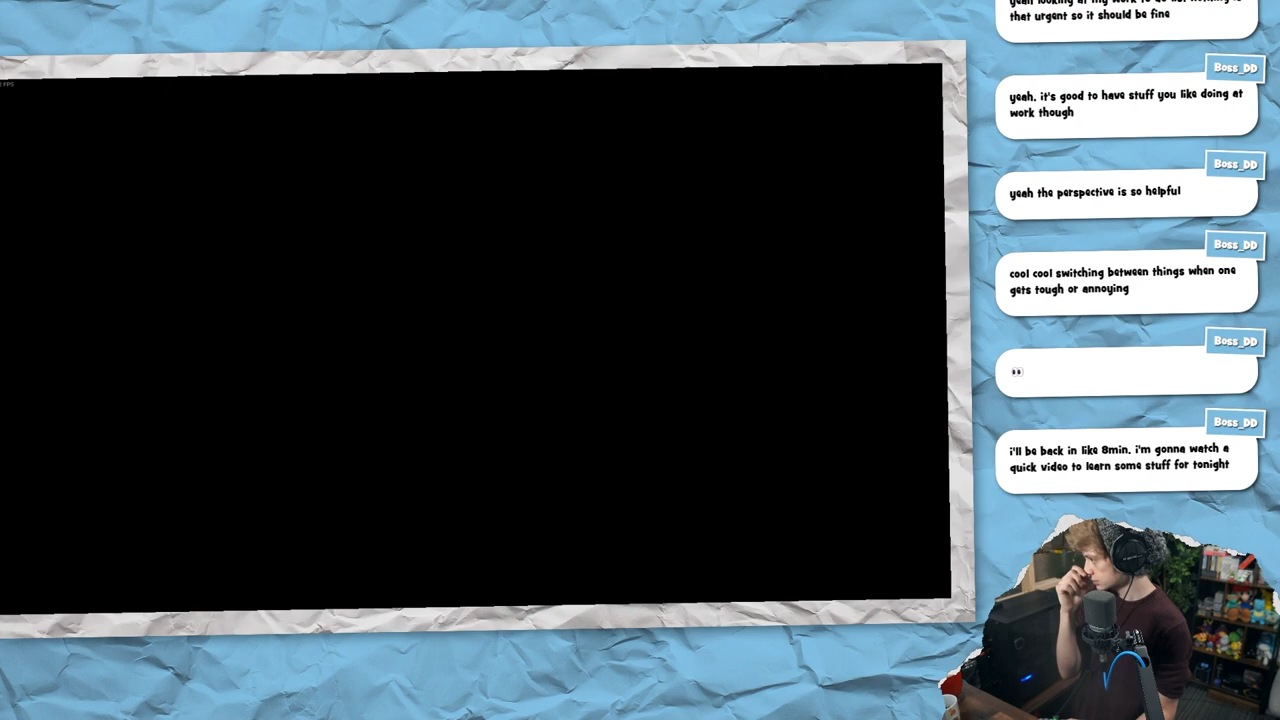 FPS
that urgent so it should be fine
Boss_DD
yeah, it's good to have stuff you like doing at
work though
Boss_DD
yeah the perspective is so helpful
Boss_DD
cool cool switching between things when one
gets tough or annoying
Boss_DD
👀
Boss_DD
i'll be back in like 8min. i'm gonna watch a
quick video to learn some stuff for tonight